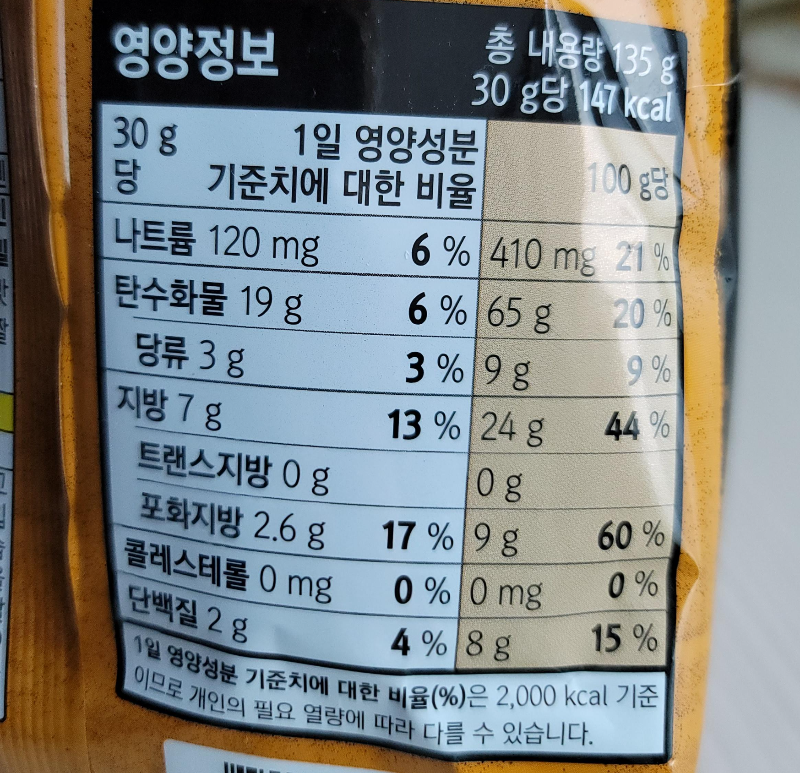 영양정보
총 내용량 135 g
30 g당 147 kcal
30 g 당 1일 영양성분 기준치에 대한 비율 100 g당
나트륨 120 mg 6 % 410 mg 21 %
탄수화물 19 g 6 % 65 g 20 %
당류 3 g 3 % 9 g 9 %
지방 7 g 13 % 24 g 44 %
트랜스지방 0 g 0 g
포화지방 2.6 g 17 % 9 g 60 %
콜레스테롤 0 mg 0 % 0 mg 0 %
단백질 2 g 4 % 8 g 15 %
1일 영양성분 기준치에 대한 비율(%)은 2,000 kcal 기준
이므로 개인의 필요 열량에 따라 다를 수 있습니다.